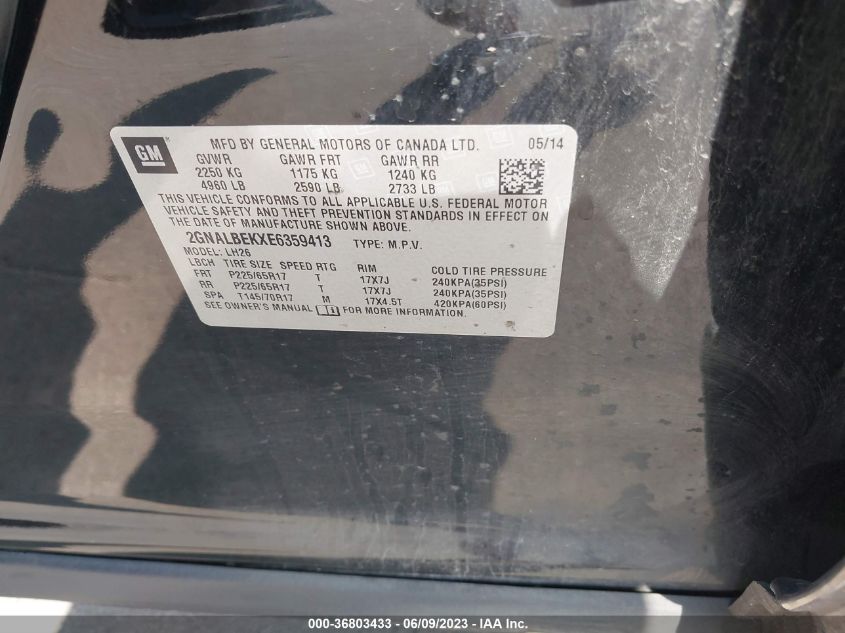 GM
MFD BY GENERAL MOTORS OF CANADA LTD. 05/14
GVWR GAWR FRT GAWR RR
2250 KG 1175 KG 1240 KG
4960 LB 2590 LB 2733 LB
THIS VEHICLE CONFORMS TO ALL APPLICABLE U.S. FEDERAL MOTOR
VEHICLE SAFETY AND THEFT PREVENTION STANDARDS IN EFFECT ON
THE DATE OF MANUFACTURE SHOWN ABOVE.
2GNALBEKXE6359413 TYPE: M.P.V.
MODEL: LH26
LBCH TIRE SIZE SPEED RTG RIM COLD TIRE PRESSURE
FRT P225/65R17 T 17X7J 240KPA(35PSI)
RR P225/65R17 T 17X7J 240KPA(35PSI)
SPA T145/70R17 M 17X4.5T 420KPA(60PSI)
SEE OWNER'S MANUAL FOR MORE INFORMATION.
000-36803433 - 06/09/2023 - IAA Inc.